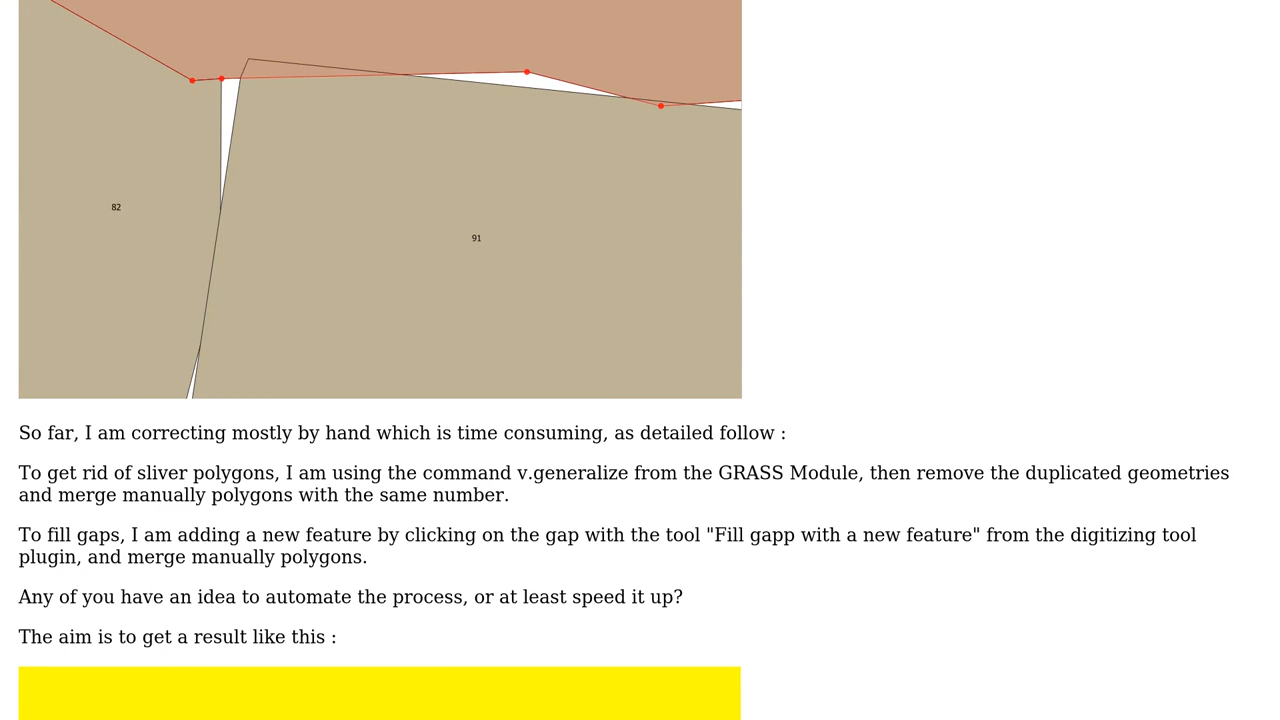 82
91
So far, I am correcting mostly by hand which is time consuming, as detailed follow :
To get rid of sliver polygons, I am using the command v.generalize from the GRASS Module, then remove the duplicated geometries
and merge manually polygons with the same number.
To fill gaps, I am adding a new feature by clicking on the gap with the tool "Fill gapp with a new feature" from the digitizing tool
plugin, and merge manually polygons.
Any of you have an idea to automate the process, or at least speed it up?
The aim is to get a result like this :